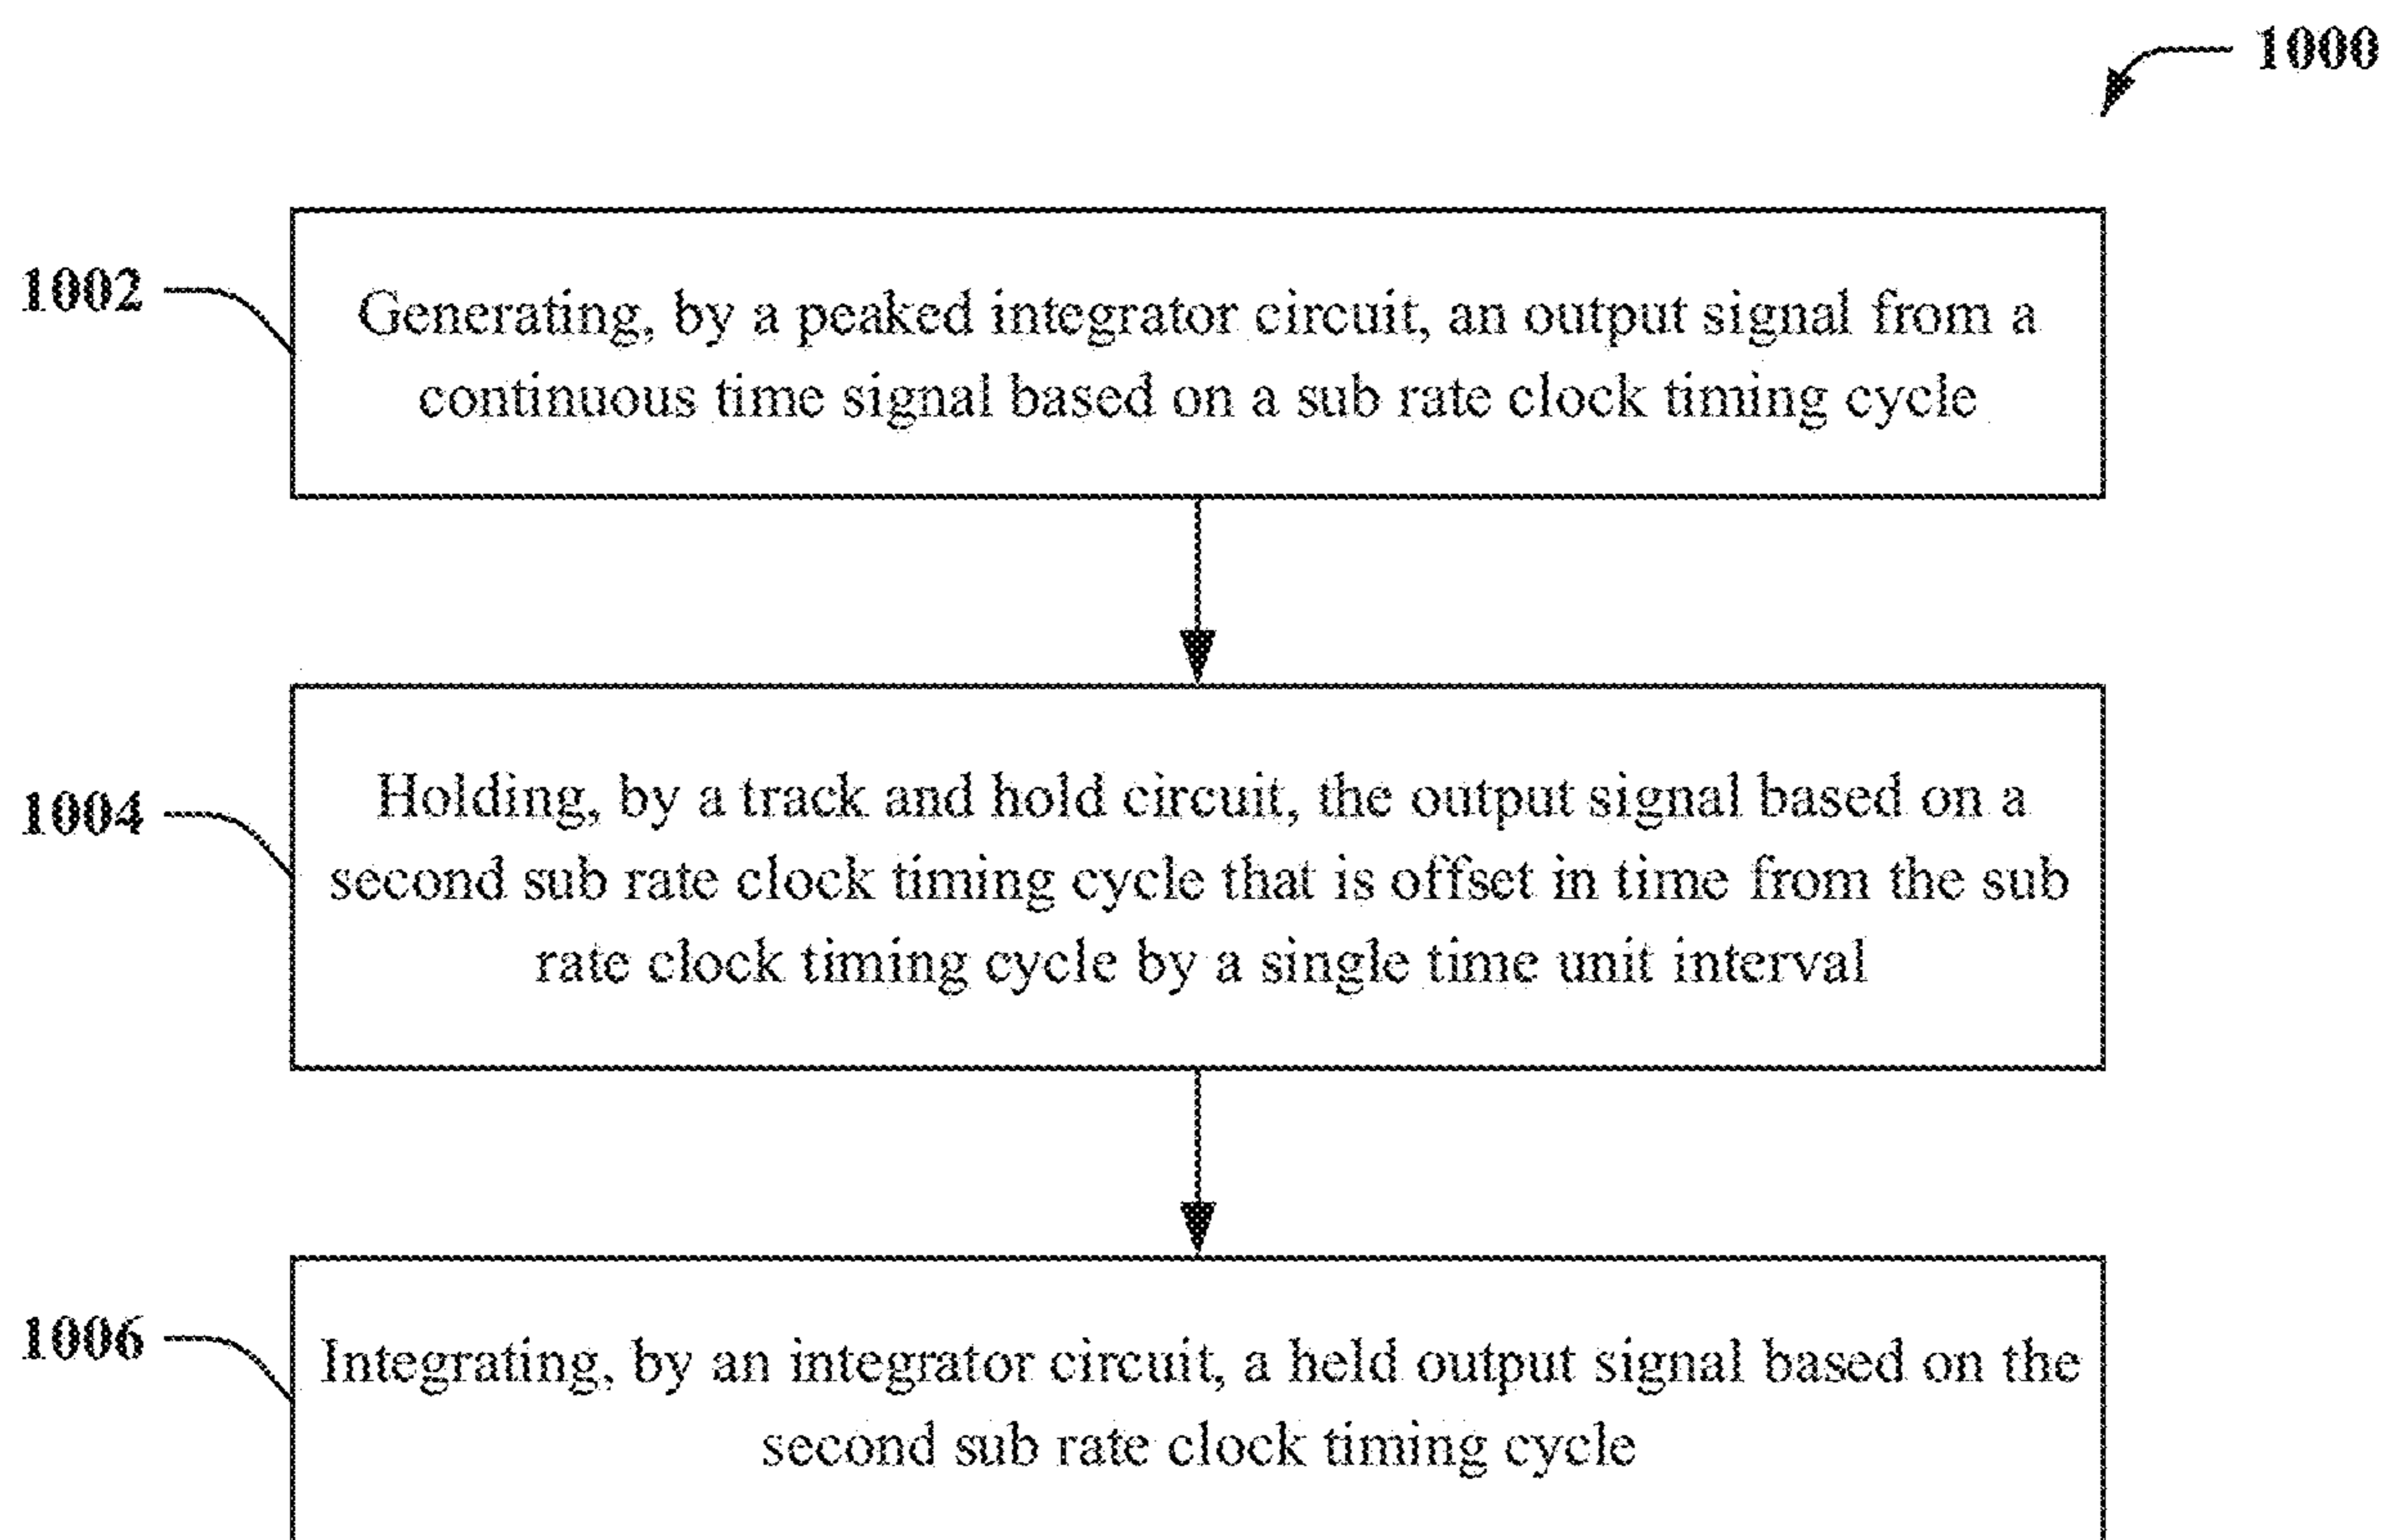 1000
1002
Generating, by a peaked integrator circuit, an output signal from a
continuous time signal based on a sub rate clock timing cycle
1004
Holding, by a track and hold circuit, the output signal based on a
second sub rate clock timing cycle that is offset in time from the sub
rate clock timing cycle by a single time unit interval
1006
Integrating, by an integrator circuit, a held output signal based on the
second sub rate clock timing cycle